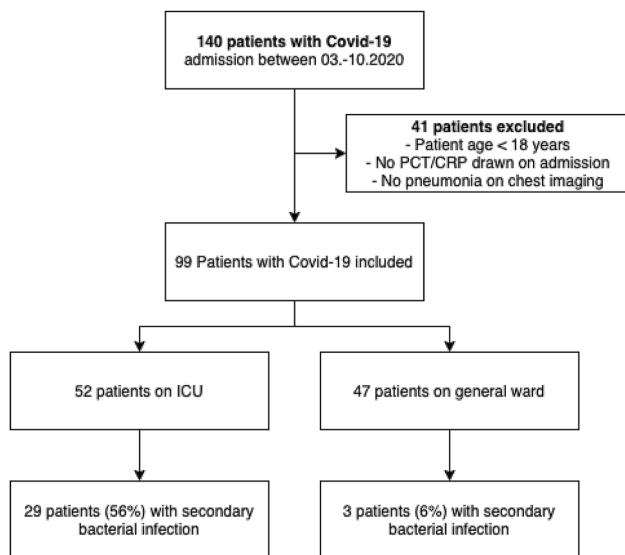 140 patients with Covid-19
admission between 03.-10.2020
41 patients excluded
- Patient age < 18 years
- No PCT/CRP drawn on admission
- No pneumonia on chest imaging
99 Patients with Covid-19 included
52 patients on ICU
47 patients on general ward
29 patients (56%) with secondary
bacterial infection
3 patients (6%) with secondary
bacterial infection